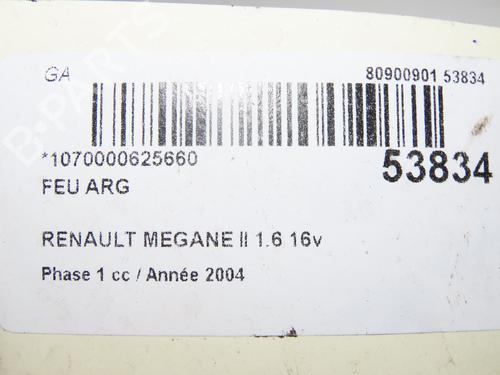 GA 80900901 53834
*1070000625660 53834
FEU ARG
RENAULT MEGANE II 1.6 16v
Phase 1 cc / Année 2004
B-PARTS